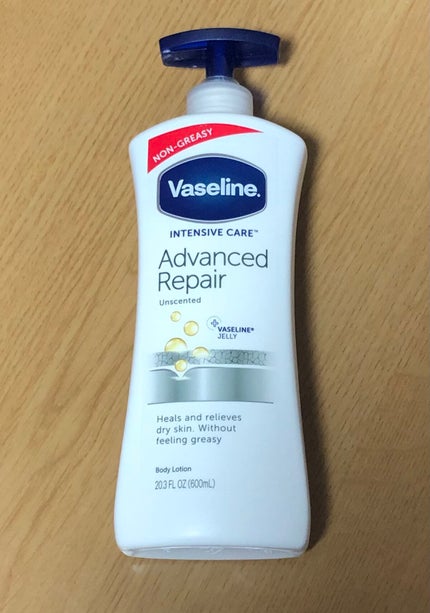 NON-GREASY
Vaseline.
INTENSIVE CARE™
Advanced
Repair
Unscented
VASELINE®
JELLY
Heals and relieves
dry skin. Without
feeling greasy
Body Lotion
20.3 FL OZ (600mL)